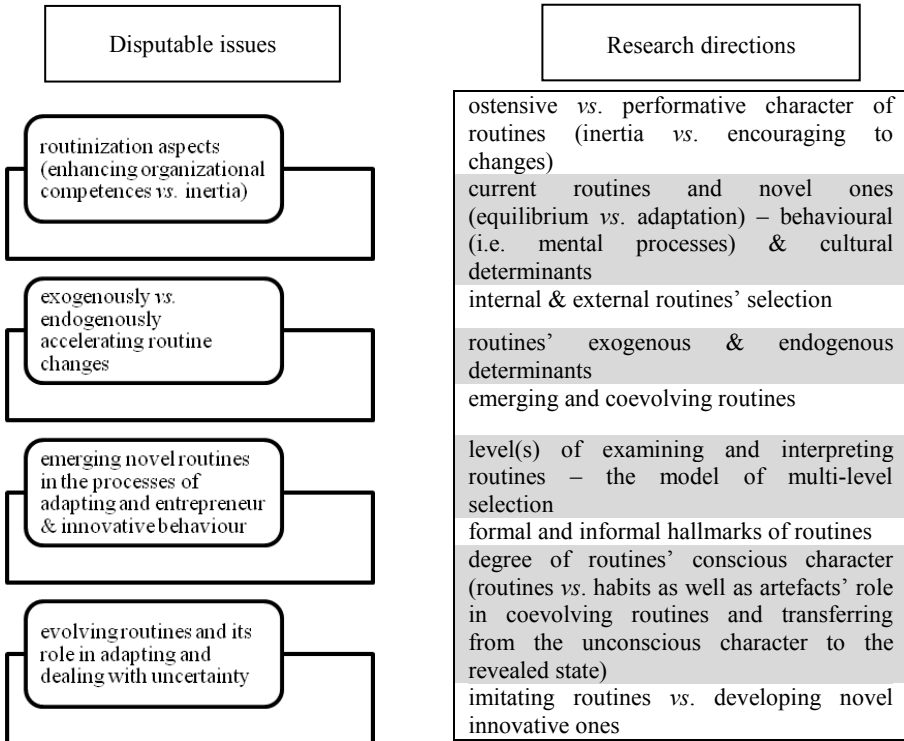 Disputable issues
routinization aspects
(enhancing organizational
competences vs. inertia)
exogenously vs.
endogenously
accelerating routine
changes
emerging novel routines
in the processes of
adapting and entrepreneur
& innovative behaviour
evolving routines and its
role in adapting and
dealing with uncertainty
Research directions
ostensive vs. performative character of
routines (inertia vs. encouraging to
changes)
current routines and novel ones
(equilibrium vs. adaptation) – behavioural
(i.e. mental processes) & cultural
determinants
internal & external routines’ selection
routines’ exogenous & endogenous
determinants
emerging and coevolving routines
level(s) of examining and interpreting
routines – the model of multi-level
selection
formal and informal hallmarks of routines
degree of routines’ conscious character
(routines vs. habits as well as artefacts’ role
in coevolving routines and transferring
from the unconscious character to the
revealed state)
imitating routines vs. developing novel
innovative ones